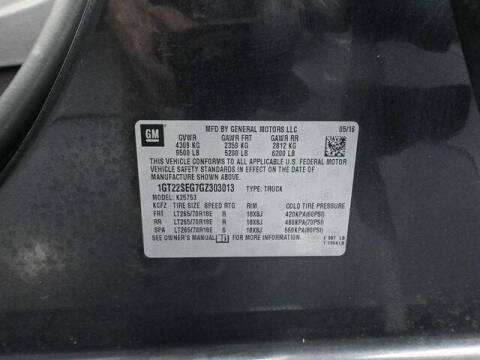 GM
MFD BY GENERAL MOTORS LLC 05/16
GVWR GAWR FRT GAWR RR
4309 KG 2359 KG 2812 KG
9500 LB 5200 LB 6200 LB
THIS VEHICLE CONFORMS TO ALL APPLICABLE U.S. FEDERAL MOTOR
VEHICLE SAFETY STANDARDS IN EFFECT ON THE DATE OF
MANUFACTURE SHOWN ABOVE.
1GT22SEG7GZ303013 TYPE: TRUCK
MODEL: K25753
KCFZ TIRE SIZE SPEED RTG RIM COLD TIRE PRESSURE
FRT LT265/70R18E R 18X8J 420KPA(60PSI)
RR LT265/70R18E R 18X8J 480KPA(70PSI)
SPA LT265/70R18E S 18X8J 550KPA(80PSI)
SEE OWNER'S MANUAL